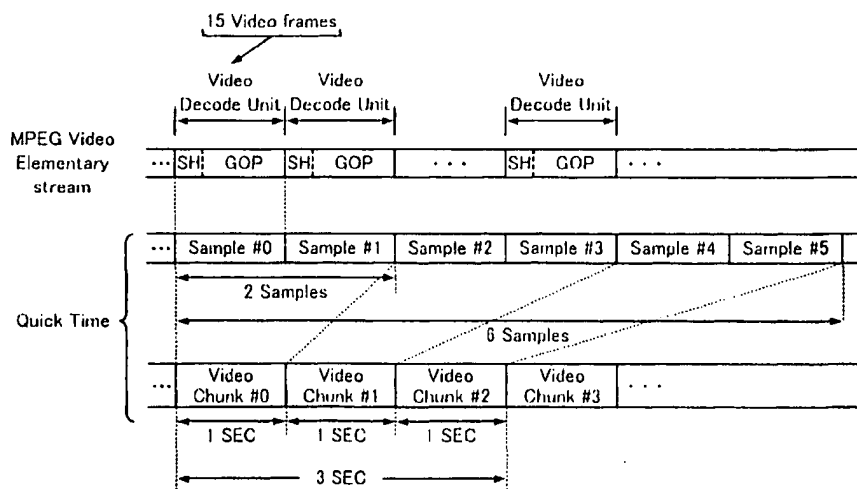 15 Video frames
Video
Decode Unit
Video
Decode Unit
Video
Decode Unit
MPEG Video
Elementary
stream
... SH GOP SH GOP ... SH GOP ...
... Sample #0 Sample #1 Sample #2 Sample #3 Sample #4 Sample #5
2 Samples
Quick Time
6 Samples
... Video
Chunk #0 Video
Chunk #1 Video
Chunk #2 Video
Chunk #3 ...
1 SEC 1 SEC 1 SEC
3 SEC